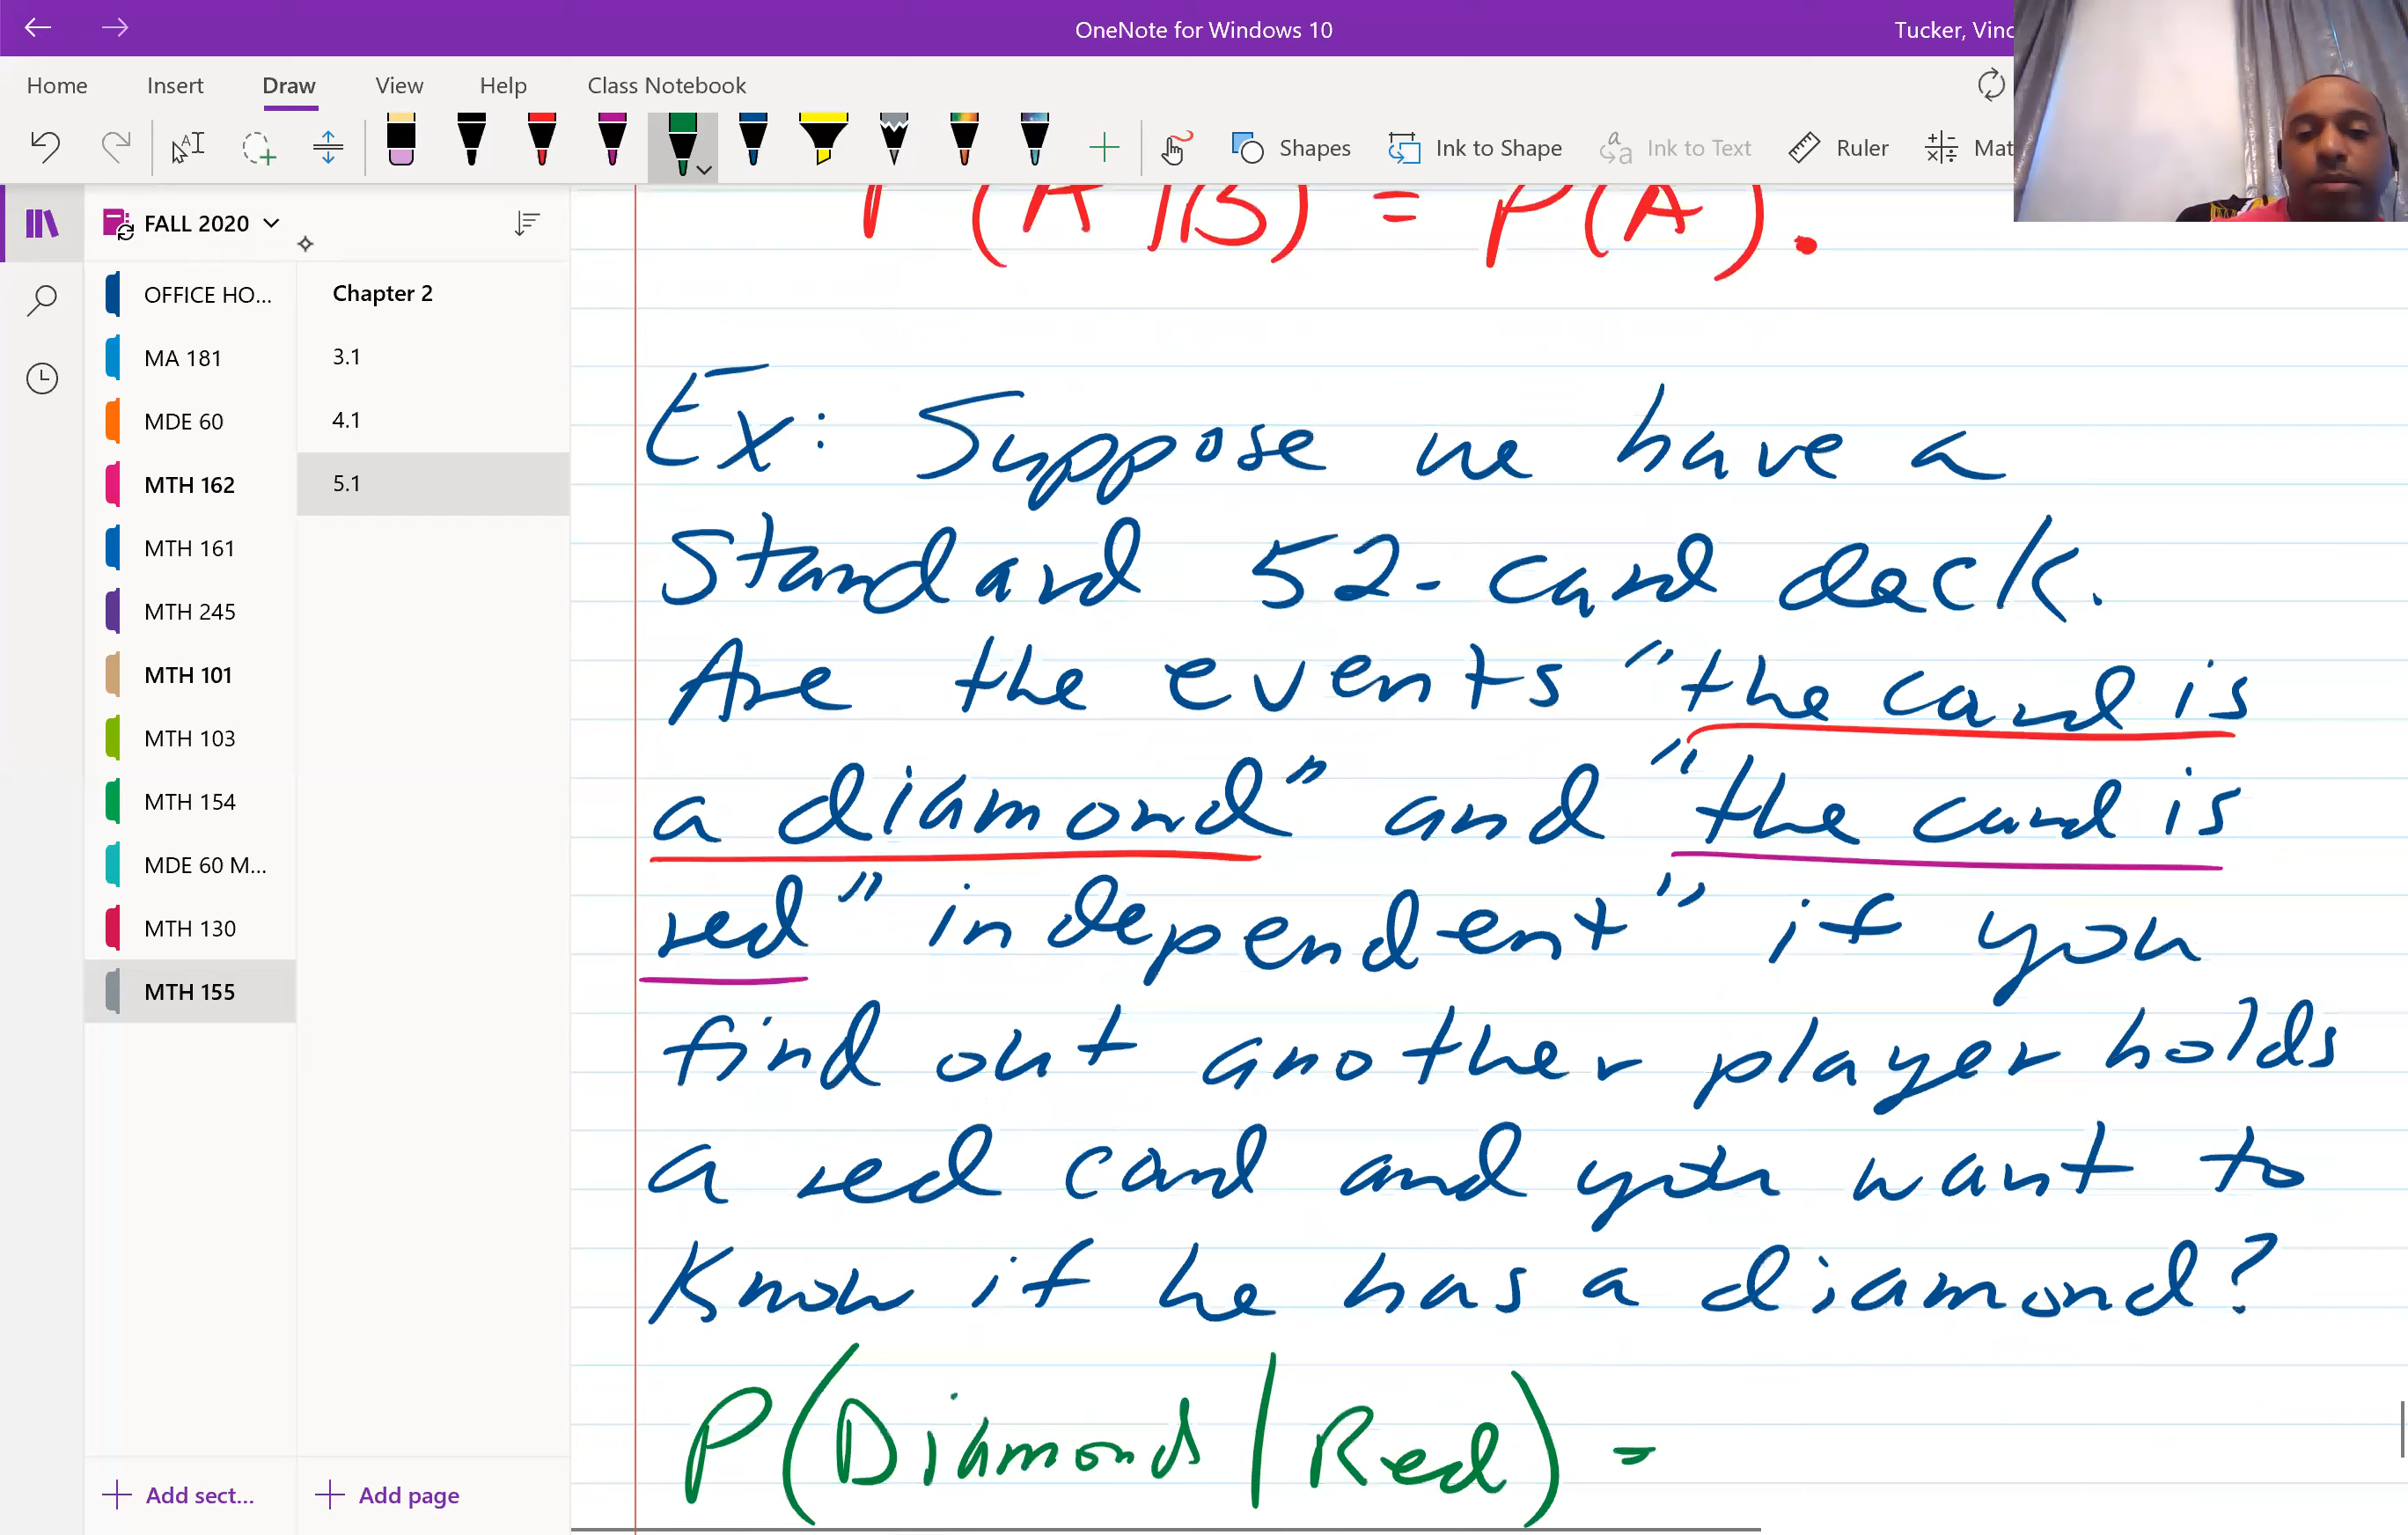 OneNote for Windows 10
Tucker, Vinc
Home Insert Draw View Help Class Notebook
Shapes Ink to Shape Ink to Text Ruler Mat
FALL 2020
OFFICE HO...
MA 181
MDE 60
MTH 162
MTH 161
MTH 245
MTH 101
MTH 103
MTH 154
MDE 60 M...
MTH 130
MTH 155
Add sect...
Chapter 2
3.1
4.1
5.1
Add page
P(A|B) = P(A).
Ex: Suppose we have a
Standard 52-card deck.
Are the events "the card is
a diamond" and "the card is
red" independent" if you
find out another player holds
a red card and you want to
Know if he has a diamond?
P(Diamond | Red) =